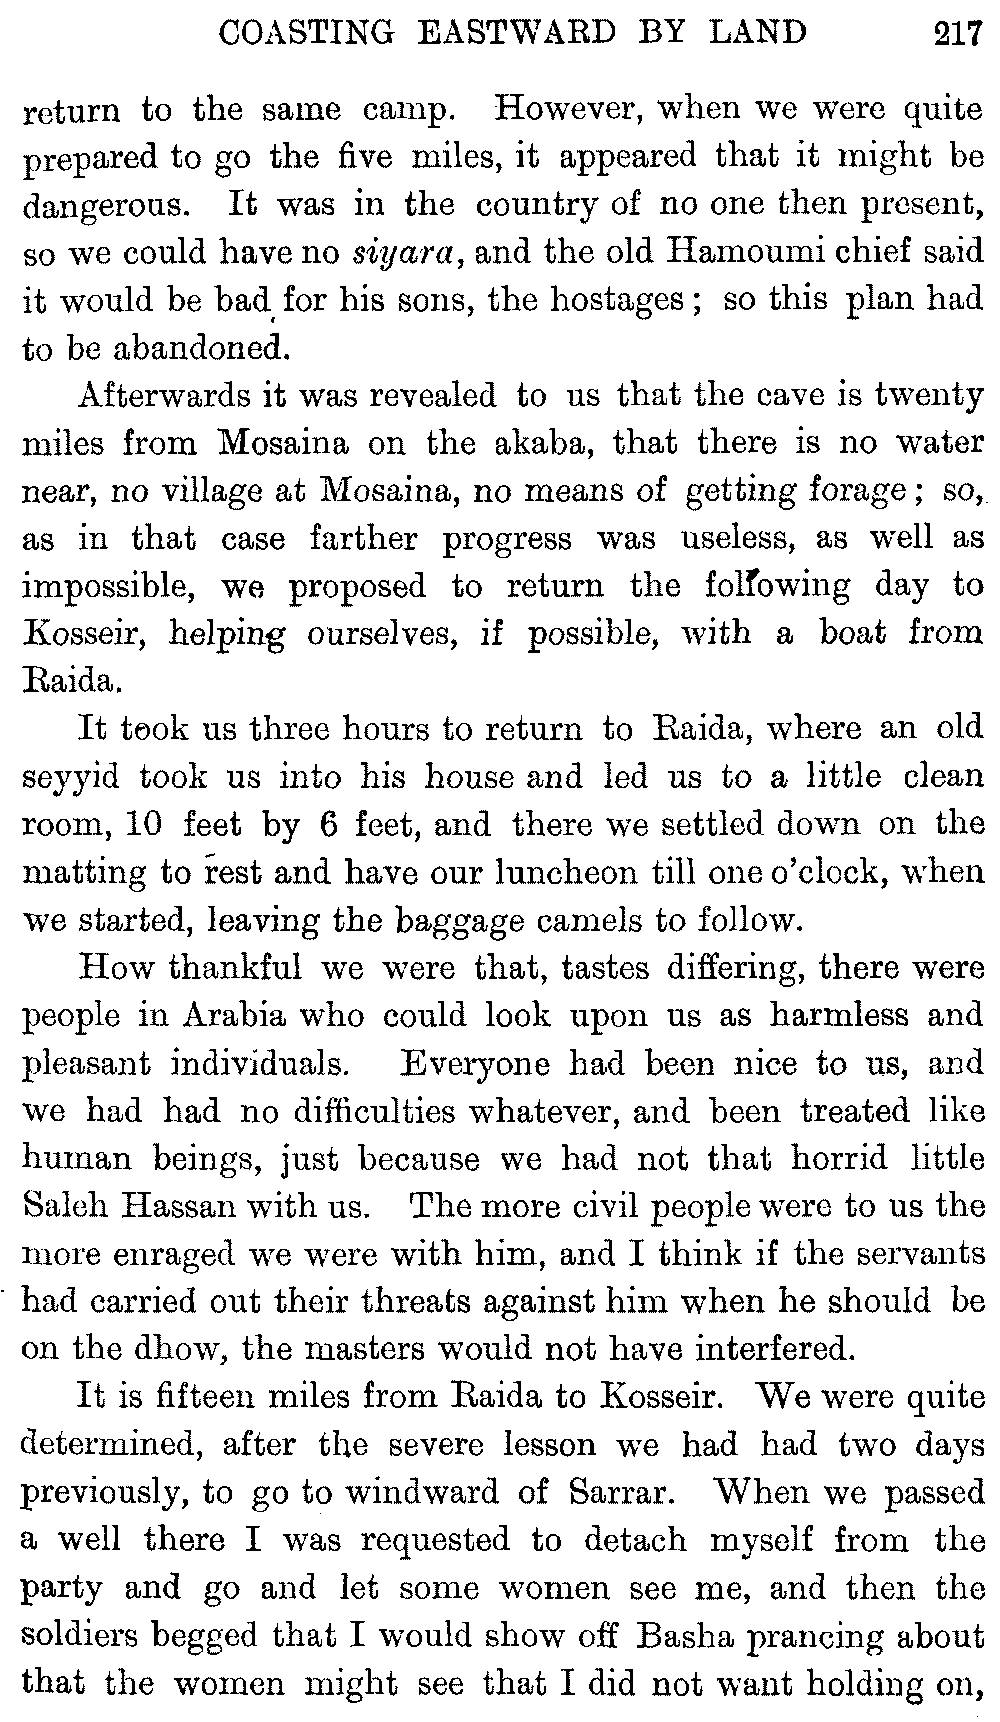 COASTING EASTWARD BY LAND 217
return to the same camp. However, when we were quite
prepared to go the five miles, it appeared that it might be
dangerous. It was in the country of no one then present,
so we could have no siyara, and the old Hamoumi chief said
it would be bad for his sons, the hostages; so this plan had
to be abandoned.
Afterwards it was revealed to us that the cave is twenty
miles from Mosaina on the akaba, that there is no water
near, no village at Mosaina, no means of getting forage; so,
as in that case farther progress was useless, as well as
impossible, we proposed to return the following day to
Kosseir, helping ourselves, if possible, with a boat from
Raida.
It took us three hours to return to Raida, where an old
seyyid took us into his house and led us to a little clean
room, 10 feet by 6 feet, and there we settled down on the
matting to rest and have our luncheon till one o'clock, when
we started, leaving the baggage camels to follow.
How thankful we were that, tastes differing, there were
people in Arabia who could look upon us as harmless and
pleasant individuals. Everyone had been nice to us, and
we had had no difficulties whatever, and been treated like
human beings, just because we had not that horrid little
Saleh Hassan with us. The more civil people were to us the
more enraged we were with him, and I think if the servants
had carried out their threats against him when he should be
on the dhow, the masters would not have interfered.
It is fifteen miles from Raida to Kosseir. We were quite
determined, after the severe lesson we had had two days
previously, to go to windward of Sarrar. When we passed
a well there I was requested to detach myself from the
party and go and let some women see me, and then the
soldiers begged that I would show off Basha prancing about
that the women might see that I did not want holding on,